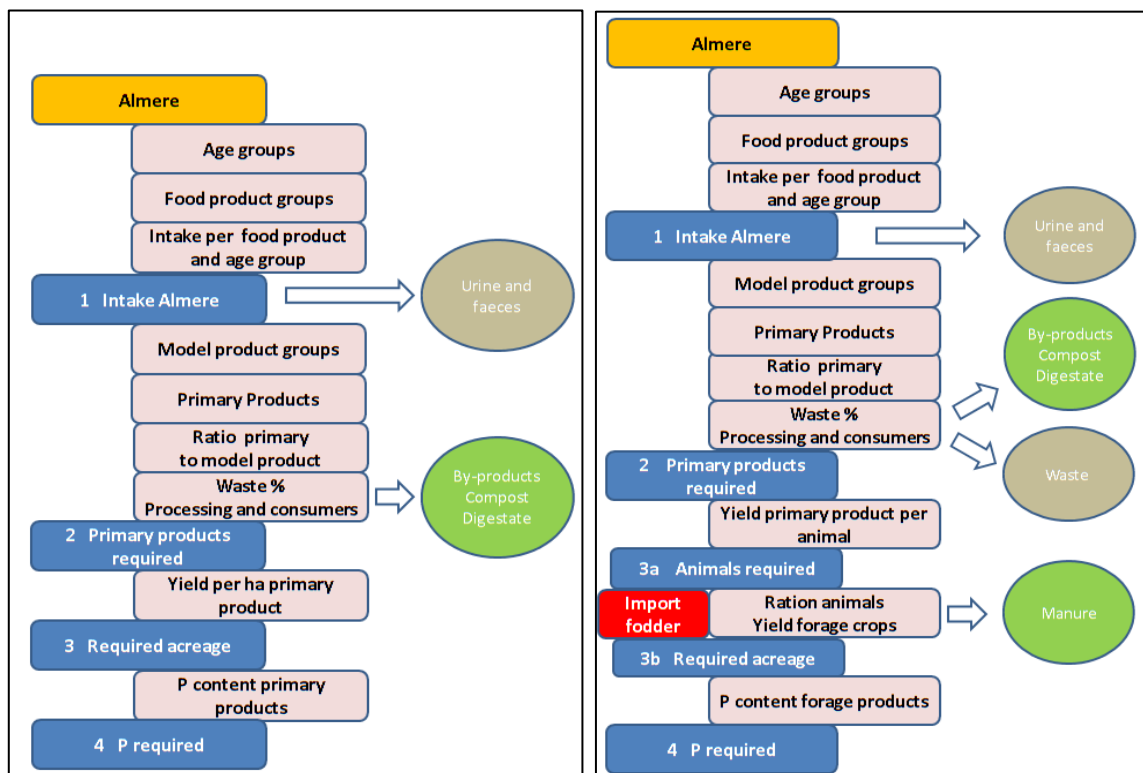 Almere
Age groups
Food product groups
Intake per food product
and age group
1 Intake Almere
Urine and
faeces
Model product groups
Primary Products
Ratio primary
to model product
Waste %
Processing and consumers
By-products
Compost
Digestate
2 Primary products
required
Yield per ha primary
product
3 Required acreage
P content primary
products
4 P required
Almere
Age groups
Food product groups
Intake per food product
and age group
1 Intake Almere
Urine and
faeces
Model product groups
Primary Products
Ratio primary
to model product
Waste %
Processing and consumers
By-products
Compost
Digestate
Waste
2 Primary products
required
Yield primary product per
animal
3a Animals required
Import
fodder
Ration animals
Yield forage crops
Manure
3b Required acreage
P content forage products
4 P required